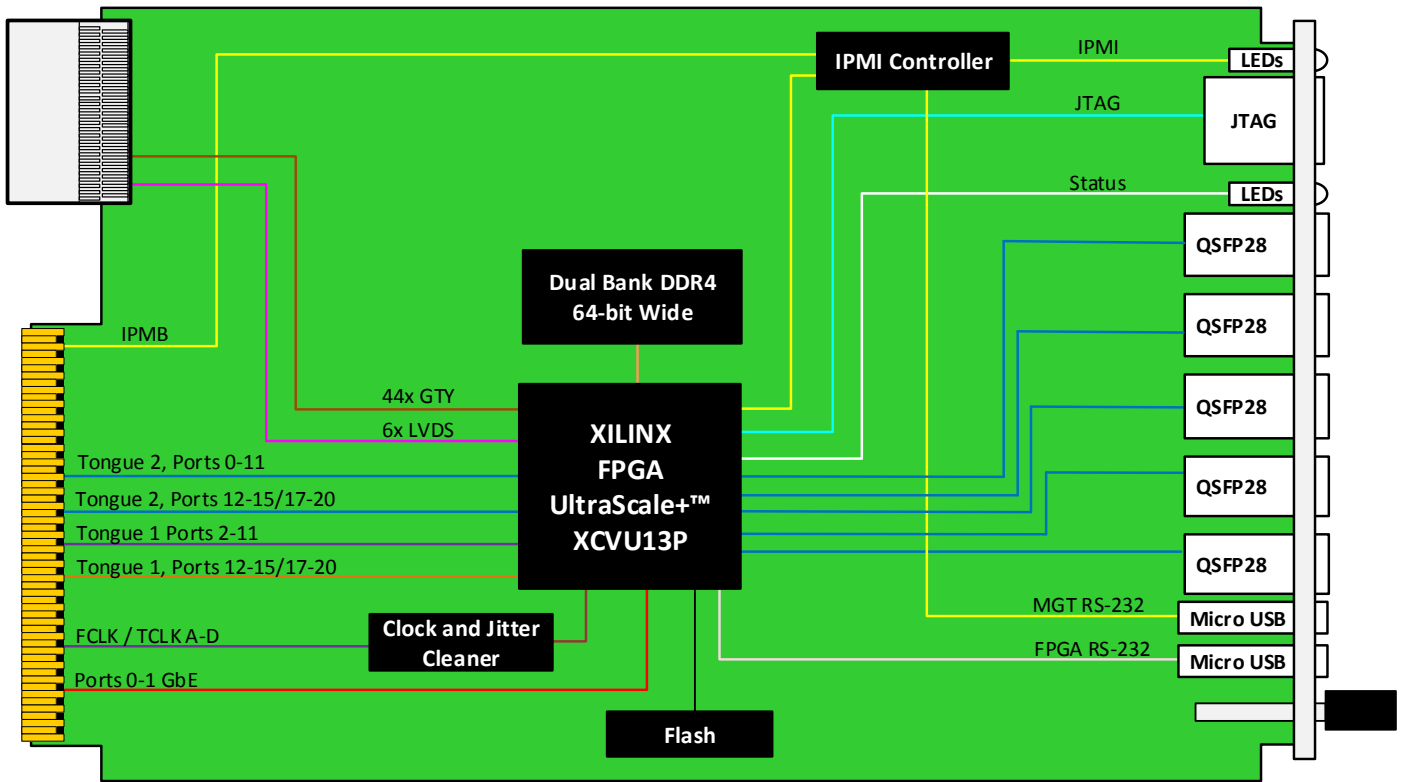 IPMI Controller
IPMI
LEDs
JTAG
JTAG
Status
LEDs
QSFP28
Dual Bank DDR4
64-bit Wide
QSFP28
IPMB
44x GTY
QSFP28
6x LVDS
XILINX
FPGA
UltraScale+™
XCVU13P
Tongue 2, Ports 0-11
QSFP28
Tongue 2, Ports 12-15/17-20
Tongue 1 Ports 2-11
Tongue 1, Ports 12-15/17-20
QSFP28
MGT RS-232
Micro USB
FCLK / TCLK A-D
Clock and Jitter
Cleaner
FPGA RS-232
Micro USB
Ports 0-1 GbE
Flash